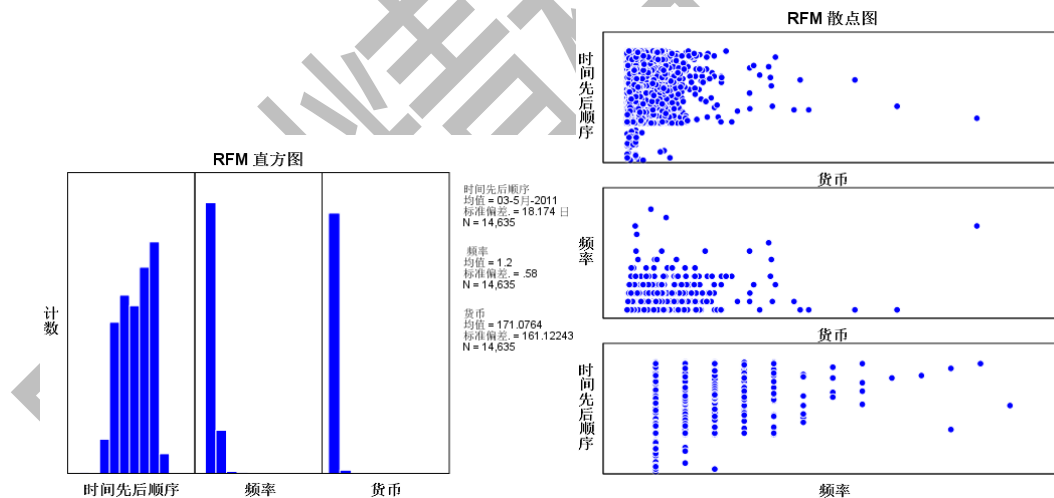 RFM 直方图
计数
时间先后顺序
频率
货币
时间先后顺序
均值 = 03-5月-2011
标准偏差. = 18.174 日
N = 14,635
频率
均值 = 1.2
标准偏差. = .58
N = 14,635
货币
均值 = 171.0764
标准偏差. = 161.12243
N = 14,635
RFM 散点图
时间先后顺序
货币
频率
货币
时间先后顺序
频率